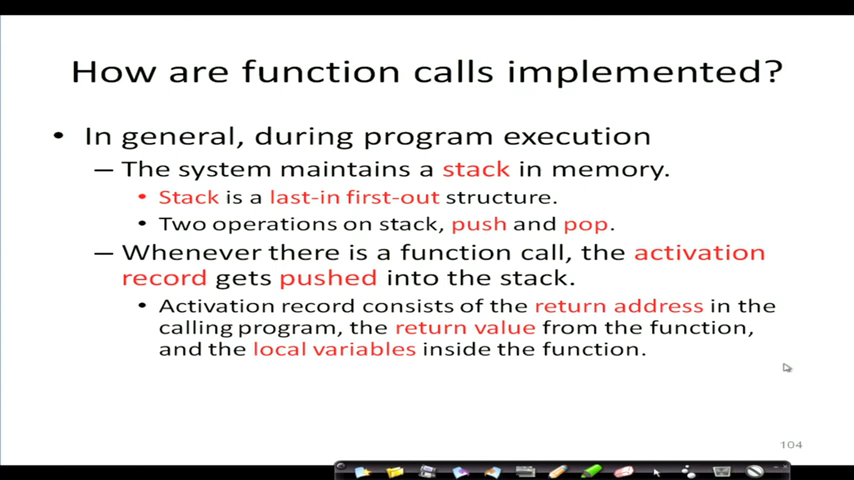 How are function calls implemented?
• In general, during program execution
– The system maintains a stack in memory.
• Stack is a last-in first-out structure.
• Two operations on stack, push and pop.
– Whenever there is a function call, the activation
record gets pushed into the stack.
• Activation record consists of the return address in the
calling program, the return value from the function,
and the local variables inside the function.
104